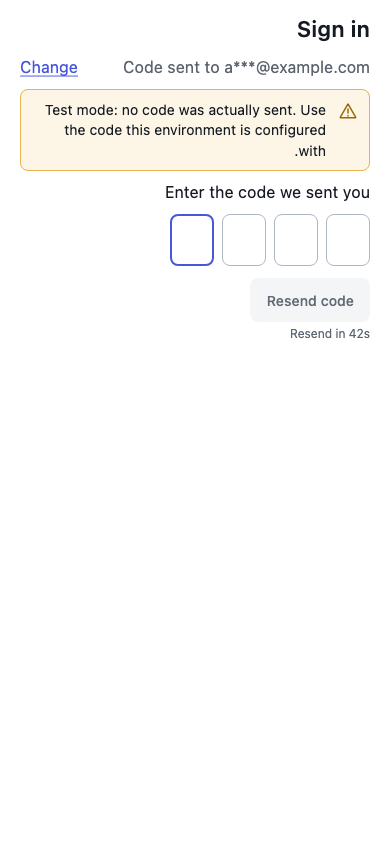 Sign in
Code sent to a***@example.com
Change
Test mode: no code was actually sent. Use
the code this environment is configured
.with
Enter the code we sent you
Resend code
Resend in 42s